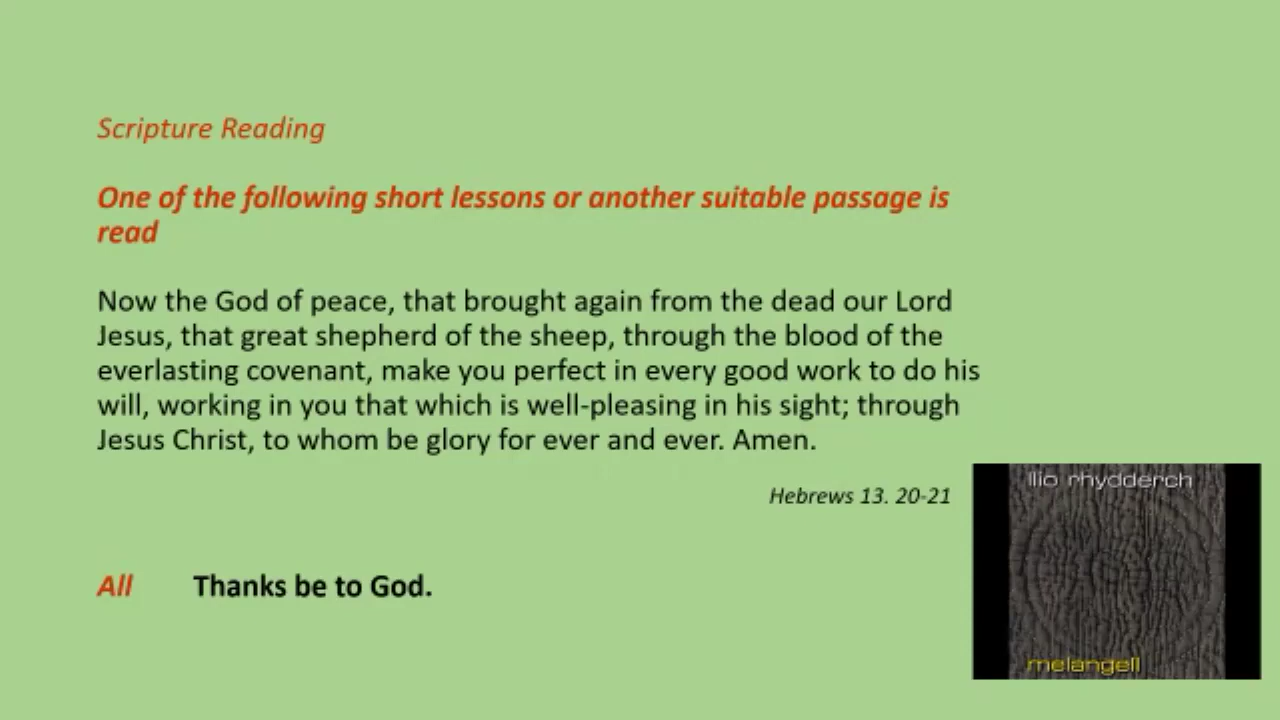 Scripture Reading
One of the following short lessons or another suitable passage is
read
Now the God of peace, that brought again from the dead our Lord
Jesus, that great shepherd of the sheep, through the blood of the
everlasting covenant, make you perfect in every good work to do his
will, working in you that which is well-pleasing in his sight; through
Jesus Christ, to whom be glory for ever and ever. Amen.
Hebrews 13. 20-21
All Thanks be to God.
llio rhydderch
melangell